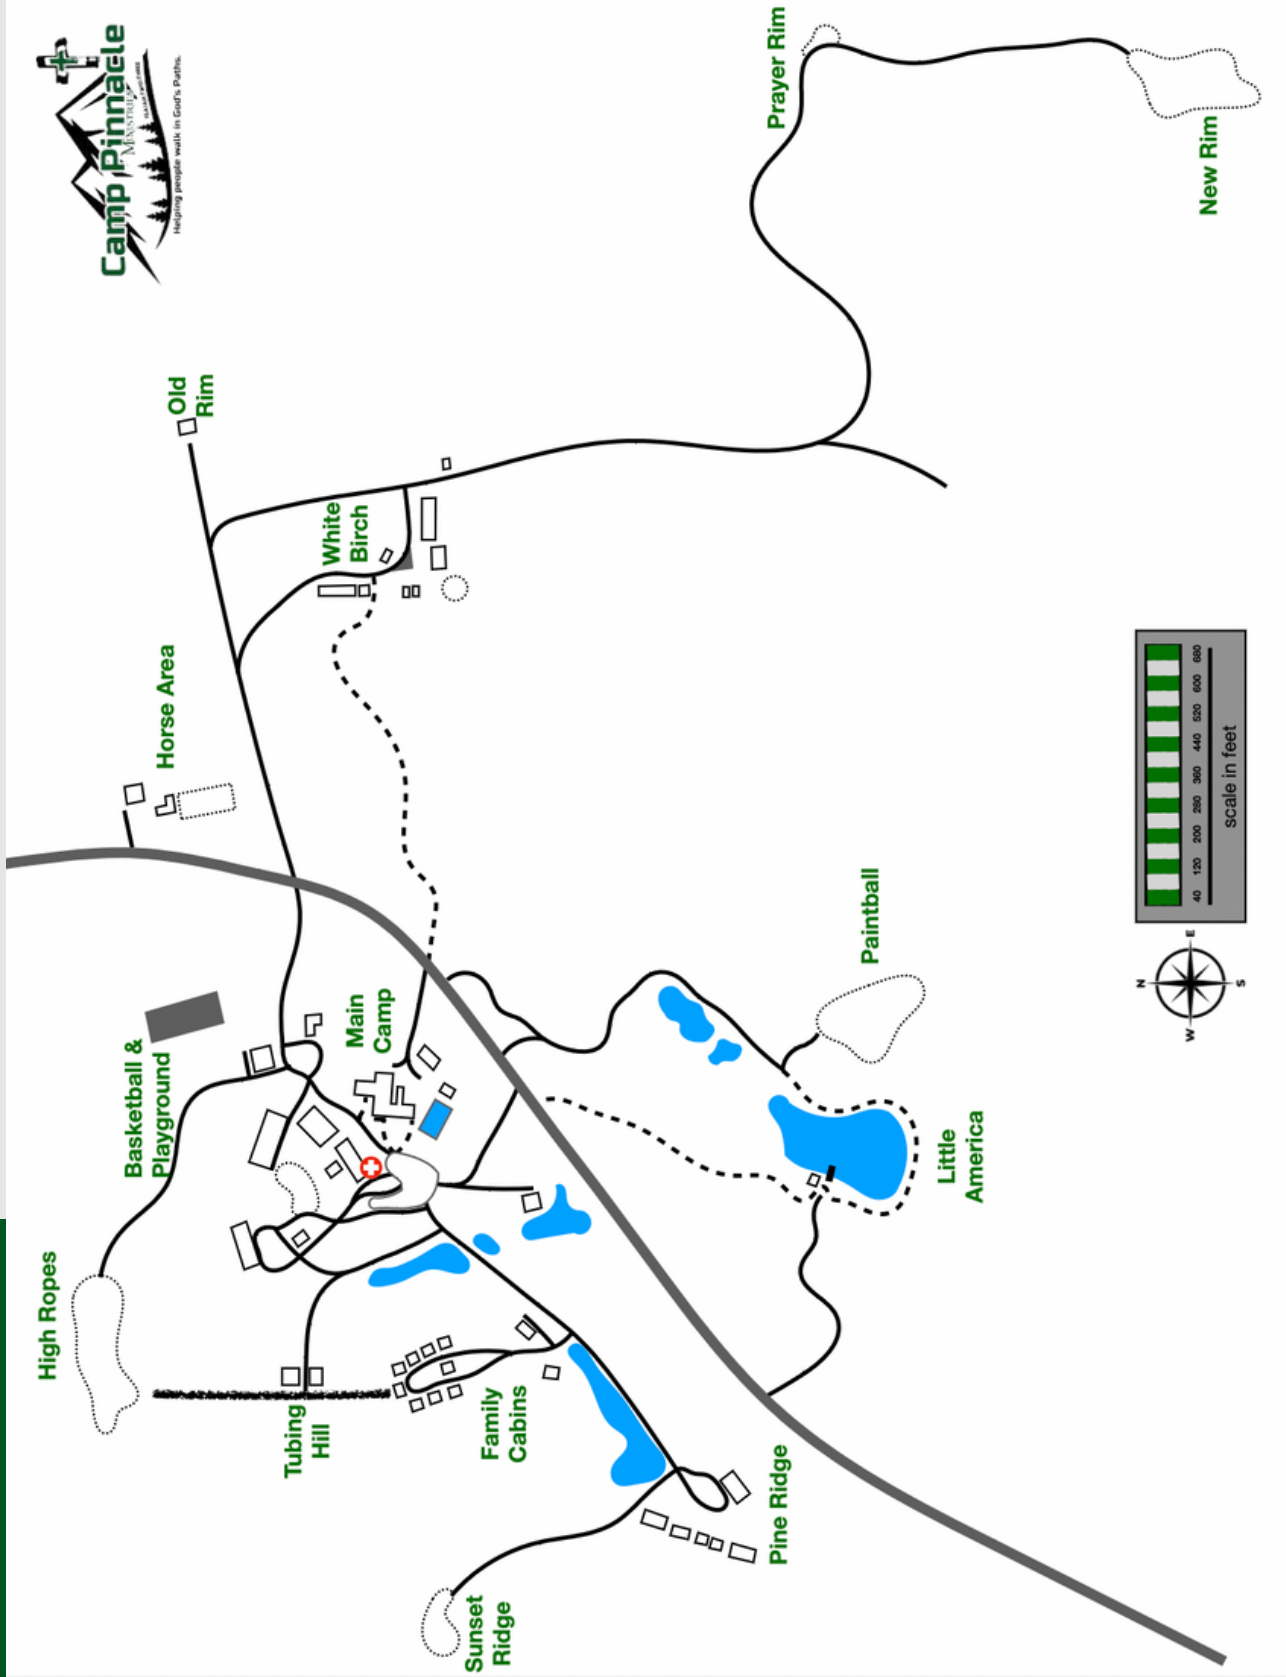 Camp Pinnacle
MINISTRIES
Helping people walk in God's Paths.
Prayer Rim
New Rim
Old
Rim
White
Birch
Horse Area
Basketball &
Playground
Main
Camp
Paintball
Little
America
High Ropes
Tubing
Hill
Family
Cabins
Pine Ridge
Sunset
Ridge
N
E
S
W
40 120 200 280 360 440 520 600 680
scale in feet